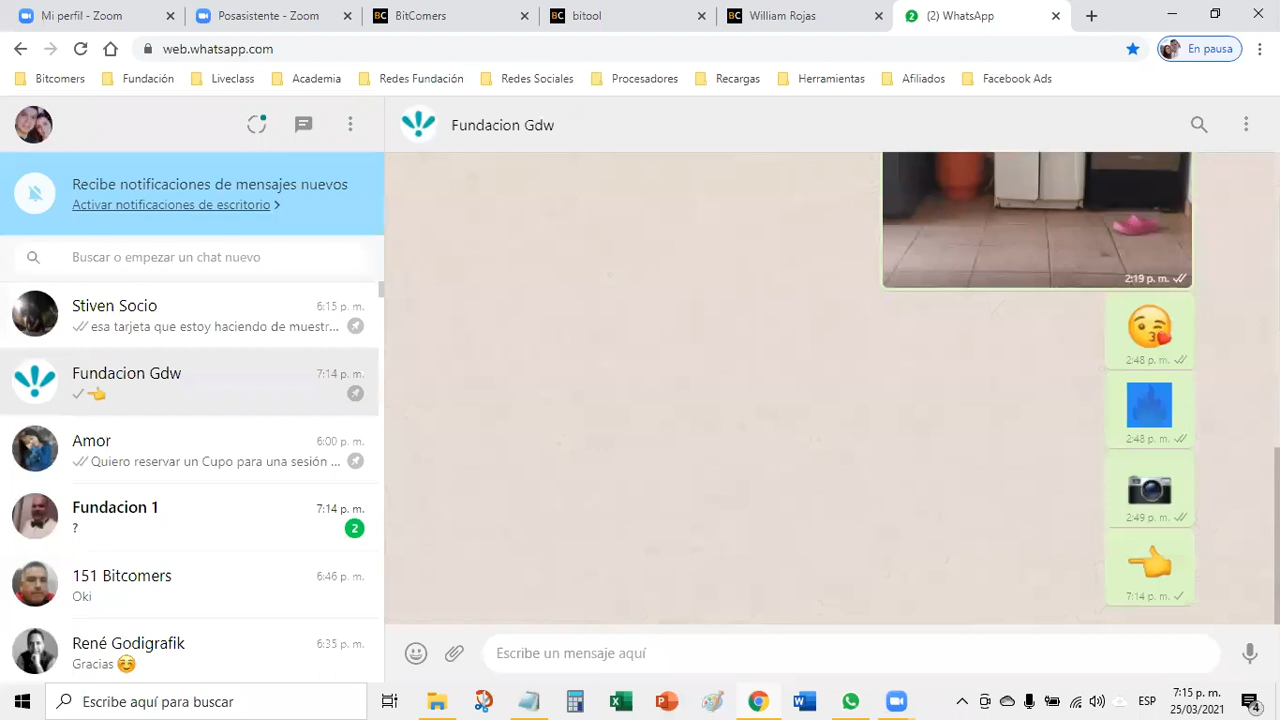 Mi perfil - Zoom
Posasistente - Zoom
BC BitComers
BC bitool
BC William Rojas
2 (2) WhatsApp
web.whatsapp.com
En pausa
Bitcomers
Fundación
Liveclass
Academia
Redes Fundación
Redes Sociales
Procesadores
Recargas
Herramientas
Afiliados
Facebook Ads
Fundacion Gdw
Recibe notificaciones de mensajes nuevos
Activar notificaciones de escritorio >
Buscar o empezar un chat nuevo
Stiven Socio 6:15 p. m.
esa tarjeta que estoy haciendo de muestr...
Fundacion Gdw 7:14 p. m.
👈
Amor 6:00 p. m.
Quiero reservar un Cupo para una sesión ...
Fundacion 1 7:14 p. m.
? 2
151 Bitcomers 6:46 p. m.
Oki
René Godigrafik 6:35 p. m.
Gracias ☺️
2:19 p. m.
😘
2:48 p. m.
2:48 p. m.
📷
2:49 p. m.
👈
7:14 p. m.
Escribe un mensaje aquí
Escribe aquí para buscar
ESP
7:15 p. m.
25/03/2021
4